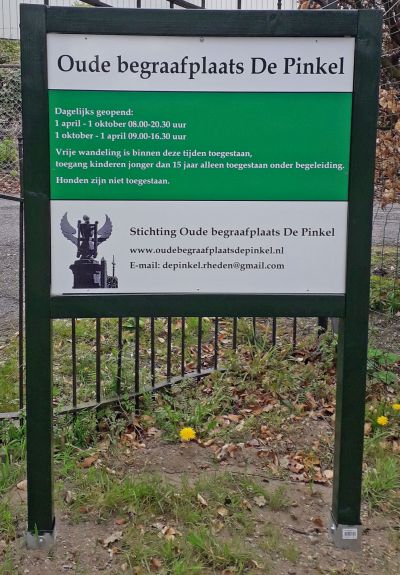 Oude begraafplaats De Pinkel
Dagelijks geopend:
1 april - 1 oktober 08.00-20.30 uur
1 oktober - 1 april 09.00-16.30 uur
Vrije wandeling is binnen deze tijden toegestaan,
toegang kinderen jonger dan 15 jaar alleen toegestaan onder begeleiding.
Honden zijn niet toegestaan.
Stichting Oude begraafplaats De Pinkel
www.oudebegraafplaatsdepinkel.nl
E-mail: depinkel.rheden@gmail.com